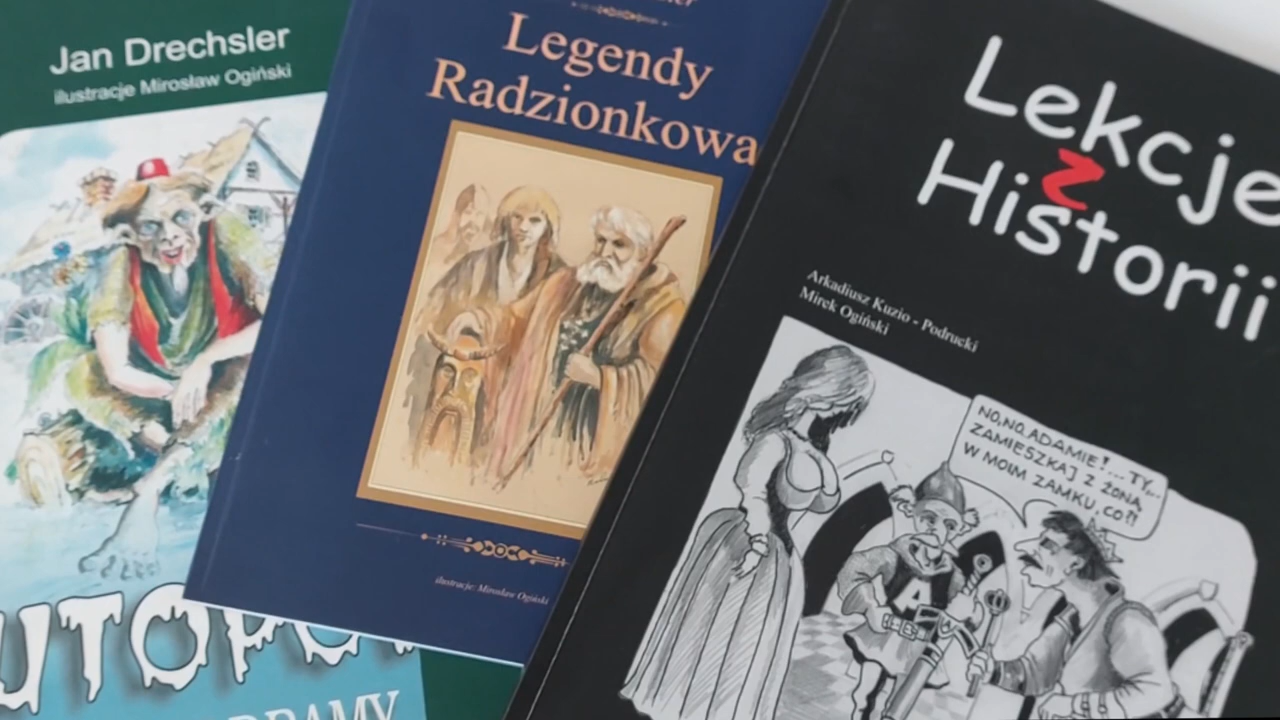 Jan Drechsler
ilustracje Mirosław Ogiński
Legendy
Radzionkowa
ilustracje: Mirosław Ogiński
Lekcje
z
Historii
Arkadiusz Kuzio - Podrucki
Mirek Ogiński
NO, NO, ADAMIE!... TY...
ZAMIESZKAJ Z ŻONĄ
W MOIM ZAMKU, CO?!
A